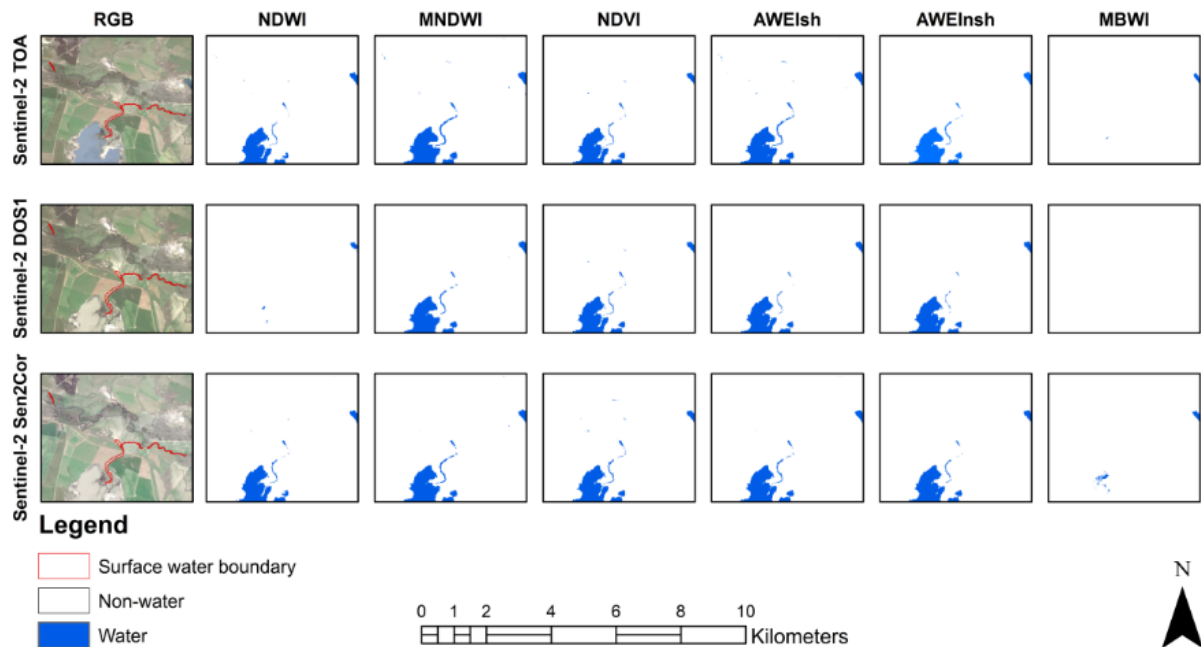 RGB NDWI MNDWI NDVI AWEIsh AWEInsh MBWI
Sentinel-2 TOA
Sentinel-2 DOS1
Sentinel-2 Sen2Cor
Legend
Surface water boundary
Non-water
Water
0 1 2 4 6 8 10
Kilometers
N